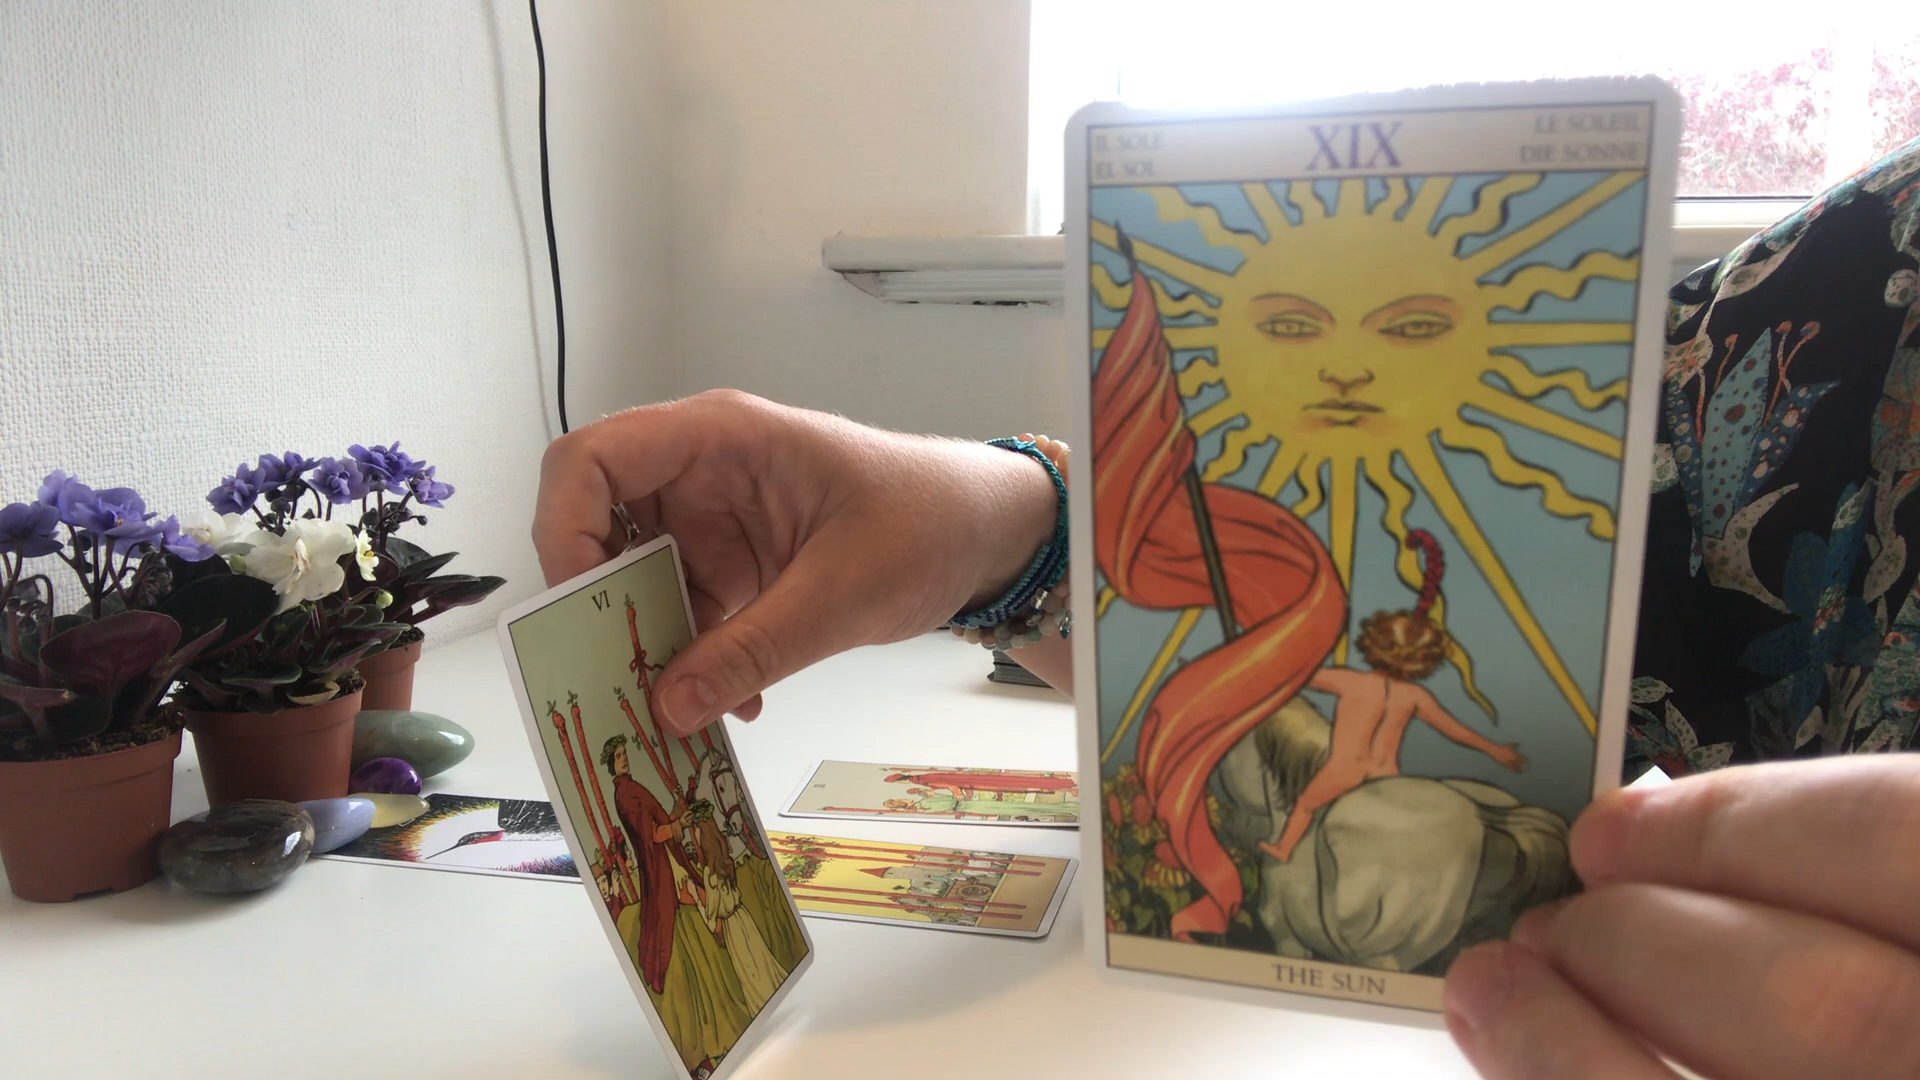 IL SOLE
EL SOL
XIX
LE SOLEIL
DIE SONNE
THE SUN
VI